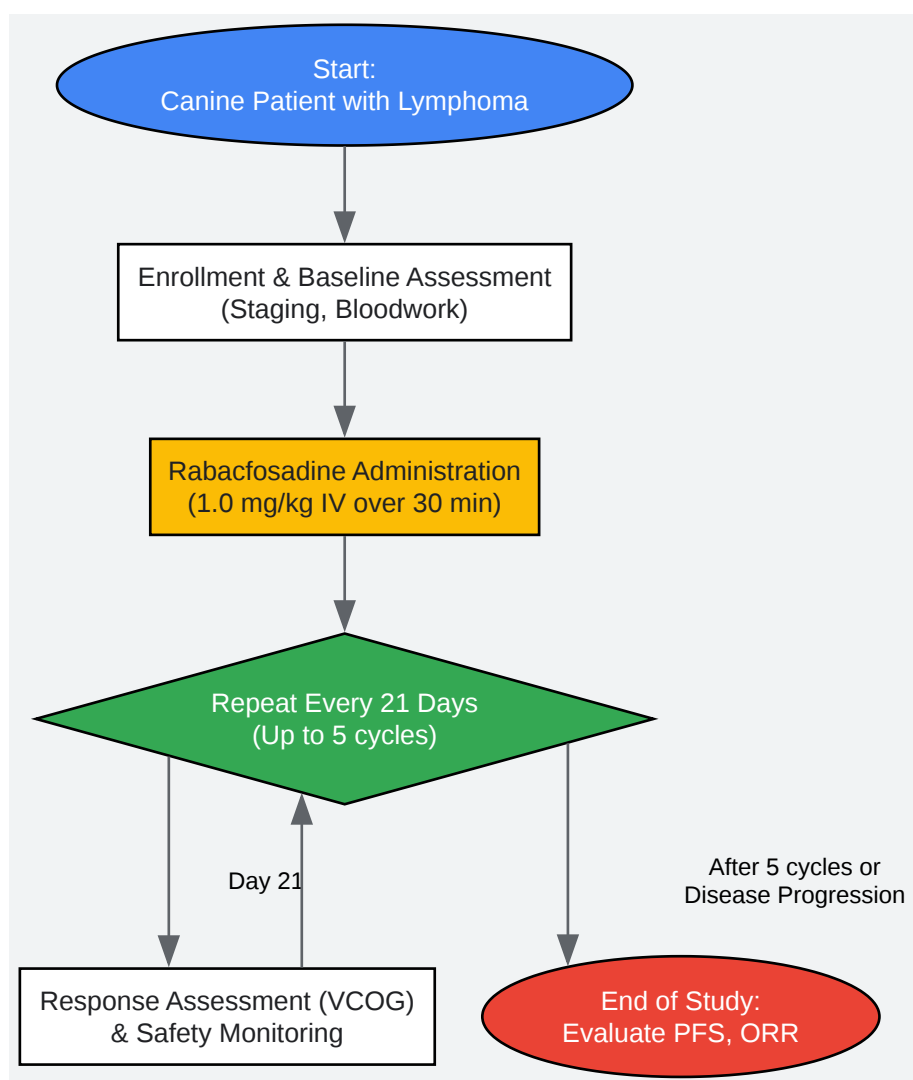 Start:
Canine Patient with Lymphoma
Enrollment & Baseline Assessment
(Staging, Bloodwork)
Rabacfosadine Administration
(1.0 mg/kg IV over 30 min)
Repeat Every 21 Days
(Up to 5 cycles)
Day 21
After 5 cycles or
Disease Progression
Response Assessment (VCOG)
& Safety Monitoring
End of Study:
Evaluate PFS, ORR